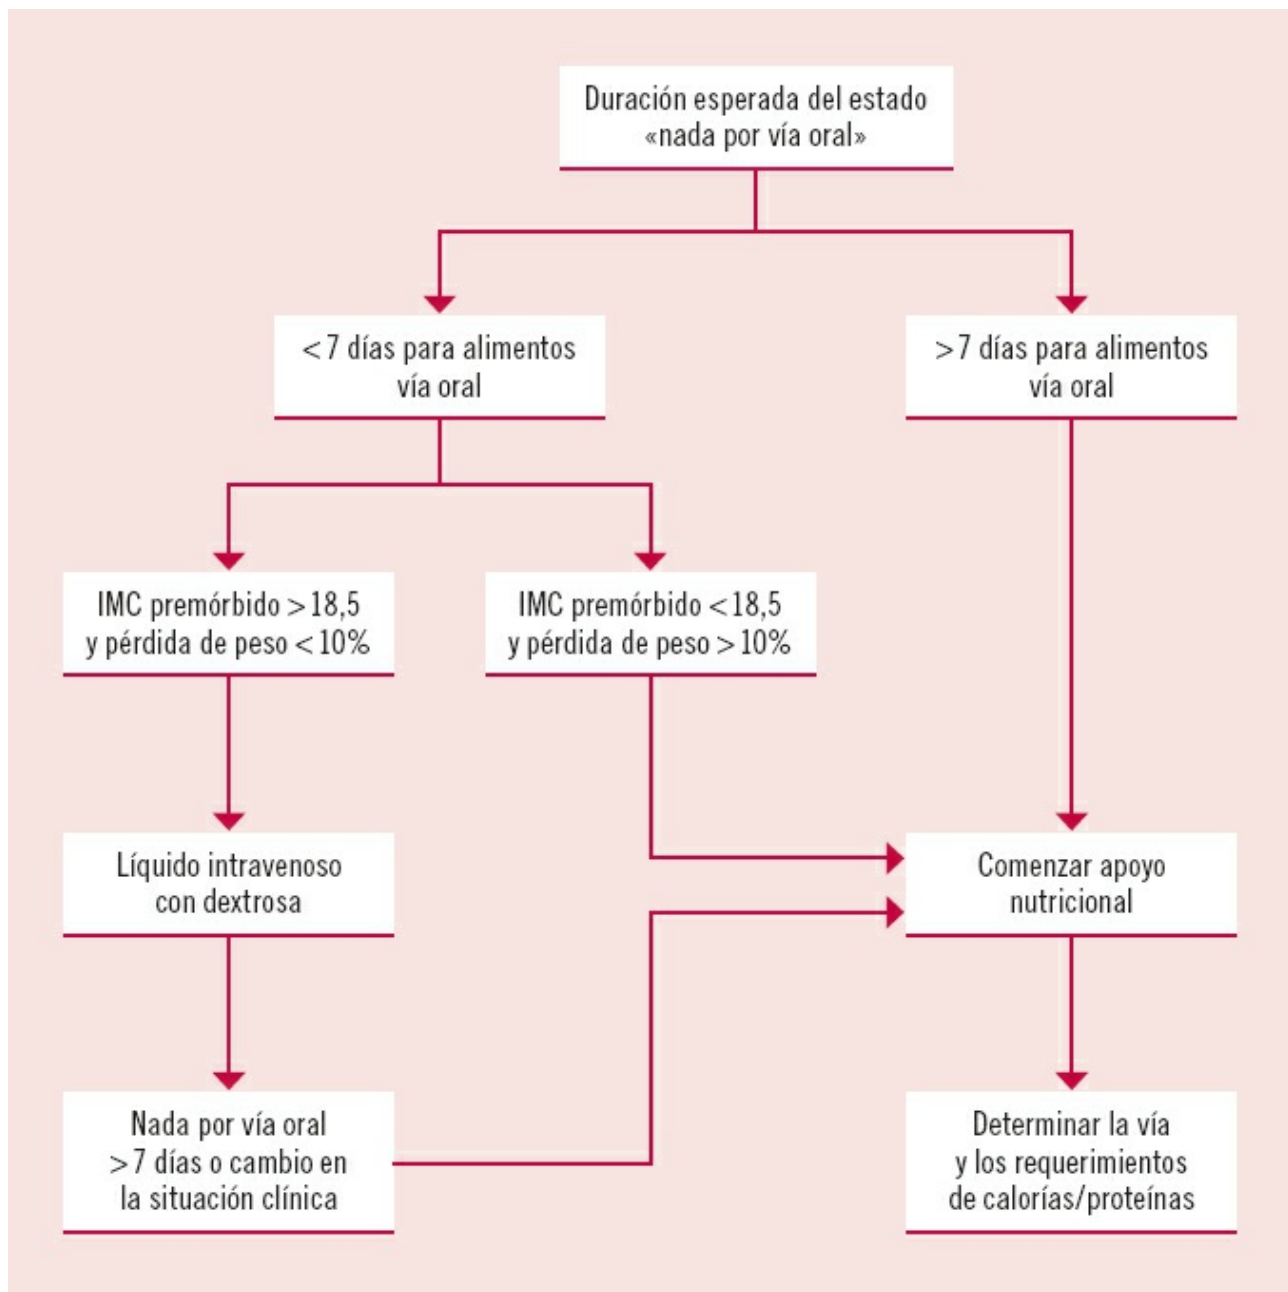 Duración esperada del estado
«nada por vía oral»
< 7 días para alimentos
vía oral
> 7 días para alimentos
vía oral
IMC premórbido > 18,5
y pérdida de peso < 10%
IMC premórbido < 18,5
y pérdida de peso > 10%
Líquido intravenoso
con dextrosa
Comenzar apoyo
nutricional
Nada por vía oral
> 7 días o cambio en
la situación clínica
Determinar la vía
y los requerimientos
de calorías/proteínas